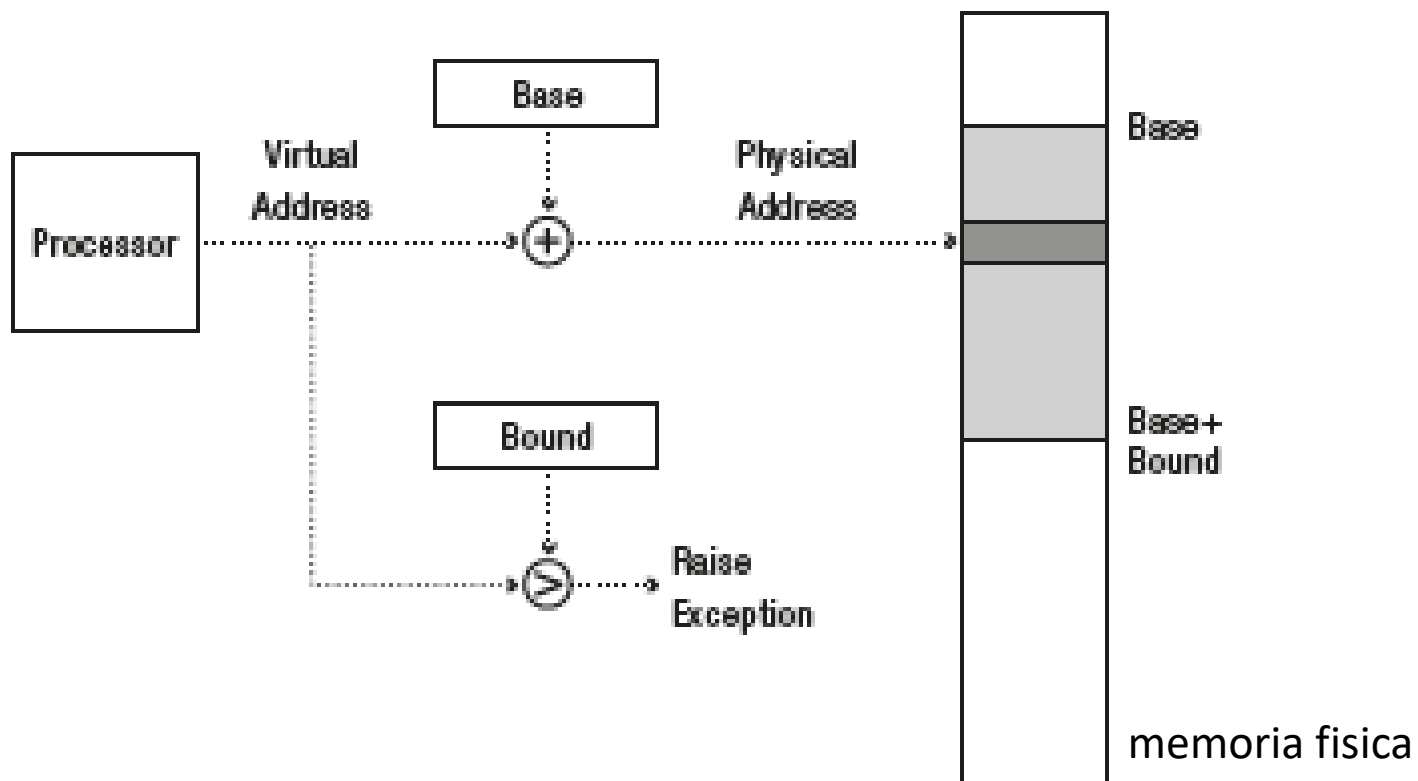 Base
Base
Virtual
Address
Physical
Address
Processor
+
Bound
Base+
Bound
>
Raise
Exception
memoria fisica